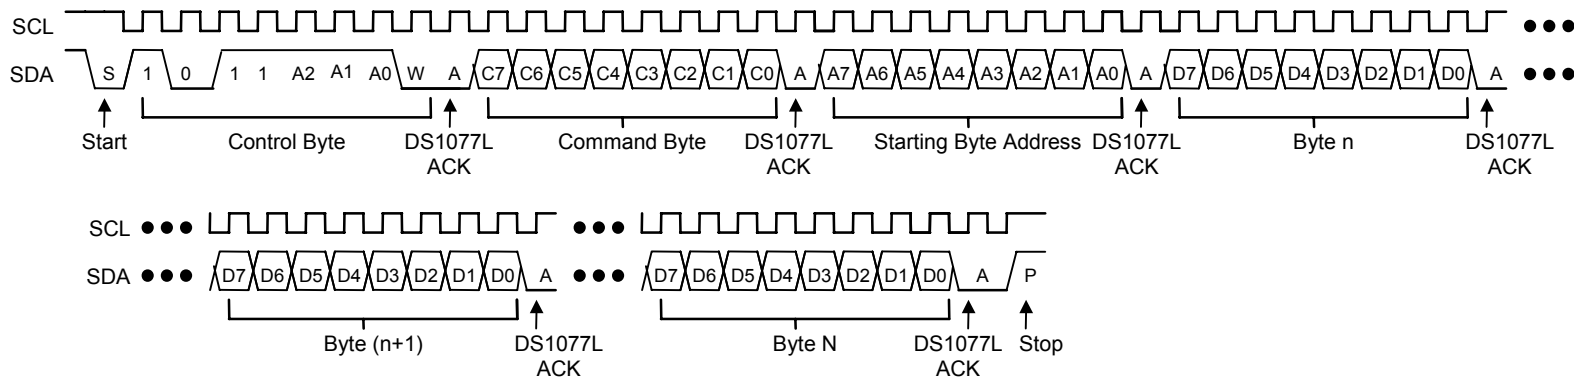 SCL
SDA S 1 0 1 1 A2 A1 A0 W A C7 C6 C5 C4 C3 C2 C1 C0 A A7 A6 A5 A4 A3 A2 A1 A0 A D7 D6 D5 D4 D3 D2 D1 D0 A
Start Control Byte DS1077L ACK Command Byte DS1077L ACK Starting Byte Address DS1077L ACK Byte n DS1077L ACK
SCL
SDA D7 D6 D5 D4 D3 D2 D1 D0 A D7 D6 D5 D4 D3 D2 D1 D0 A P
Byte (n+1) DS1077L ACK Byte N DS1077L ACK Stop